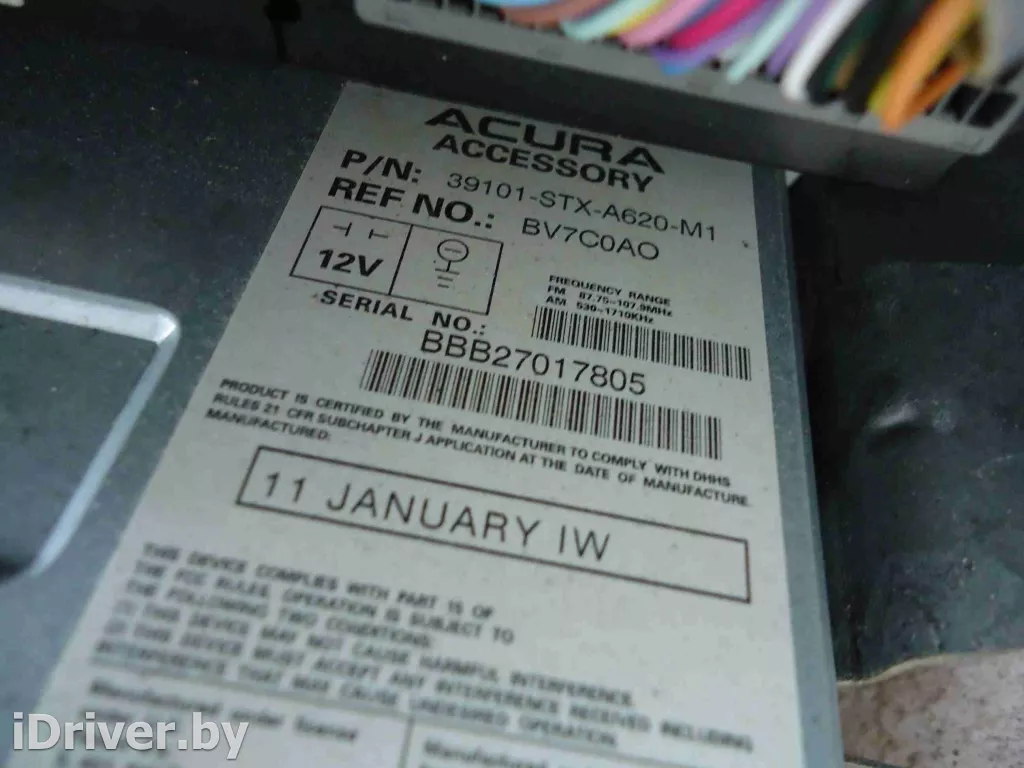 ACURA
ACCESSORY
P/N: 39101-STX-A620-M1
REF NO.: BV7C0AO
12V
FREQUENCY RANGE
FM 87.75-107.9MHz
AM 530-1710KHz
SERIAL NO.:
BBB27017805
PRODUCT IS CERTIFIED BY THE MANUFACTURER TO COMPLY WITH DHHS
RULES 21 CFR SUBCHAPTER J APPLICATION AT THE DATE OF MANUFACTURE
MANUFACTURED:
11 JANUARY IW
THIS DEVICE COMPLIES WITH PART 15 OF
THE FCC RULES. OPERATION IS SUBJECT TO
THE FOLLOWING TWO CONDITIONS:
(1) THIS DEVICE MAY NOT CAUSE HARMFUL INTERFERENCE
(2) THIS DEVICE MUST ACCEPT ANY INTERFERENCE RECEIVED INCLUDING
INTERFERENCE THAT MAY CAUSE UNDESIRED OPERATION.
Manufactured under license
Manufactured
iDriver.by